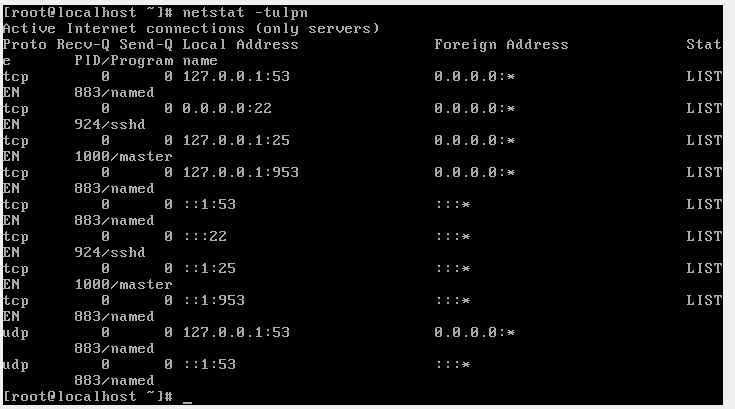 [root@localhost ~]# netstat -tulpn
Active Internet connections (only servers)
Proto Recv-Q Send-Q Local Address               Foreign Address             Stat
e       PID/Program name
tcp        0      0 127.0.0.1:53                0.0.0.0:*                   LIST
EN      883/named
tcp        0      0 0.0.0.0:22                  0.0.0.0:*                   LIST
EN      924/sshd
tcp        0      0 127.0.0.1:25                0.0.0.0:*                   LIST
EN      1000/master
tcp        0      0 127.0.0.1:953               0.0.0.0:*                   LIST
EN      883/named
tcp        0      0 ::1:53                      :::*                        LIST
EN      883/named
tcp        0      0 :::22                       :::*                        LIST
EN      924/sshd
tcp        0      0 ::1:25                      :::*                        LIST
EN      1000/master
tcp        0      0 ::1:953                     :::*                        LIST
EN      883/named
udp        0      0 127.0.0.1:53                0.0.0.0:*
        883/named
udp        0      0 ::1:53                      :::*
        883/named
[root@localhost ~]# _